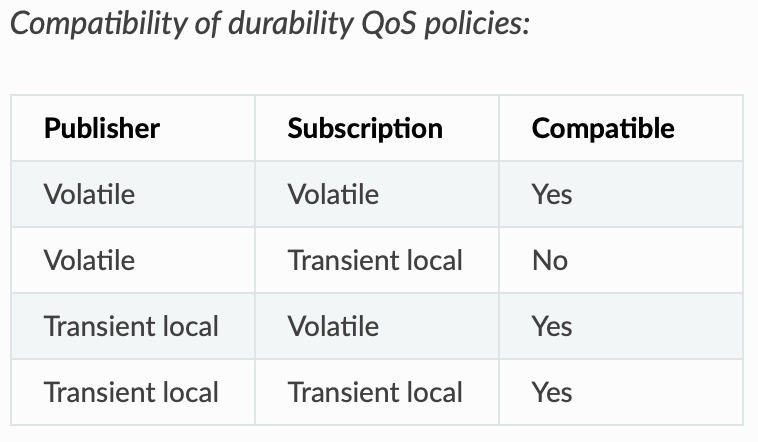 Compatibility of durability QoS policies:
Publisher Subscription Compatible
Volatile Volatile Yes
Volatile Transient local No
Transient local Volatile Yes
Transient local Transient local Yes